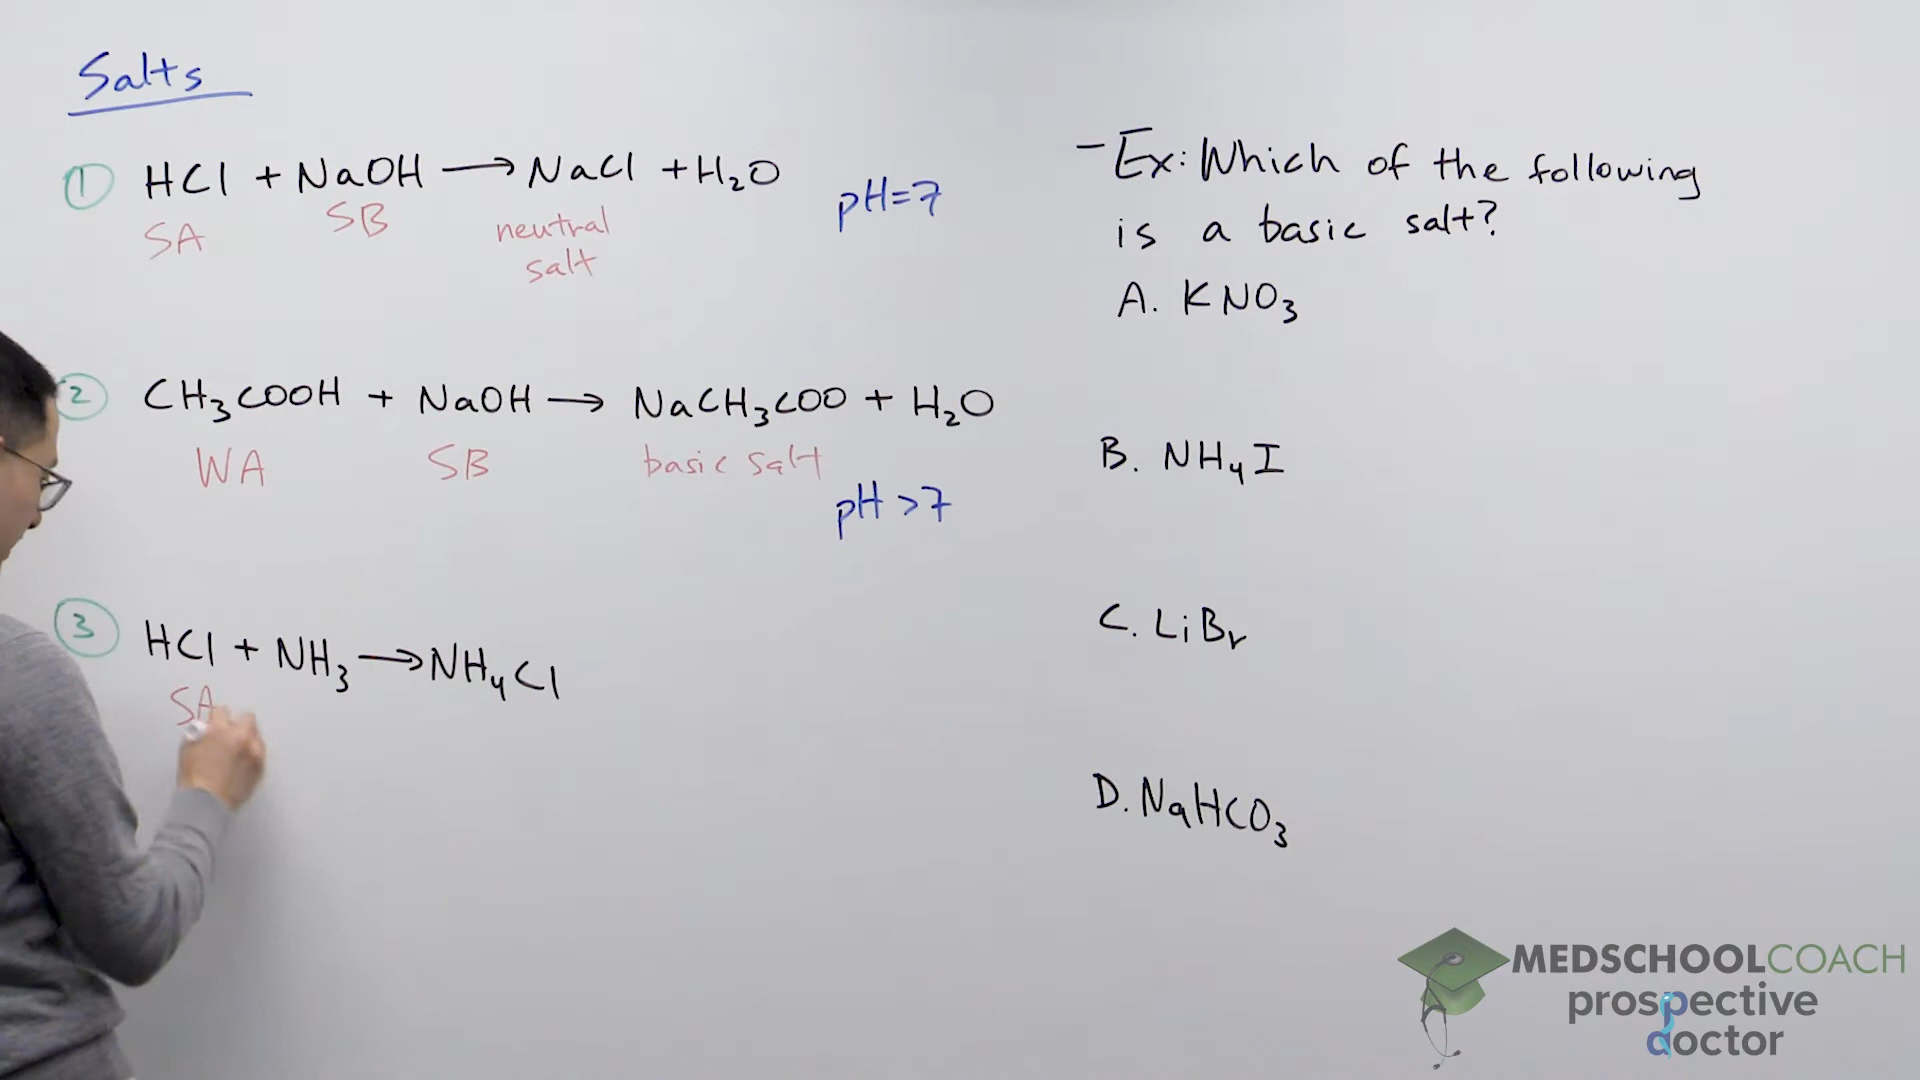 Salts
① HCl + NaOH → NaCl + H₂O
SA SB neutral pH=7
salt
② CH₃COOH + NaOH → NaCH₃COO + H₂O
WA SB basic salt
pH >7
③ HCl + NH₃ → NH₄Cl
SA
- Ex: Which of the following
is a basic salt?
A. KNO₃
B. NH₄I
C. LiBr
D. NaHCO₃
MEDSCHOOLCOACH
prospective
doctor